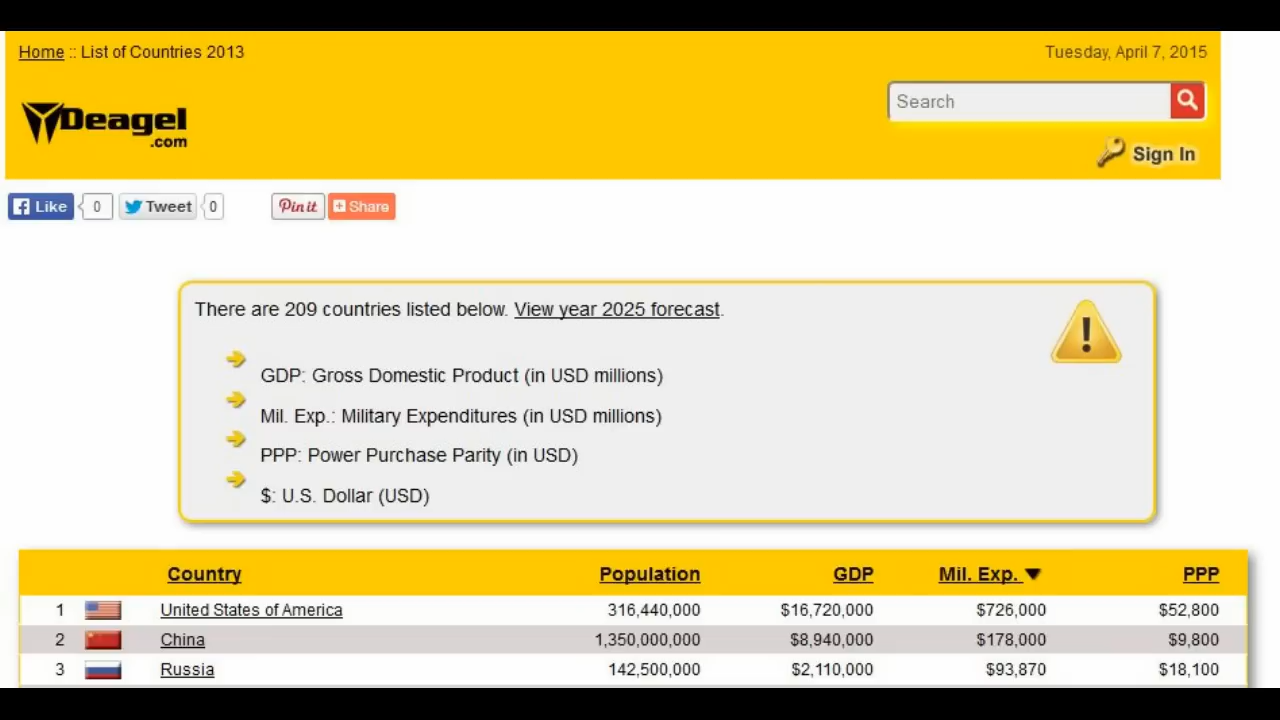 Home :: List of Countries 2013
Tuesday, April 7, 2015
Deagel
.com
Search
Sign In
Like 0 Tweet 0 Pin it Share
There are 209 countries listed below. View year 2025 forecast.
GDP: Gross Domestic Product (in USD millions)
Mil. Exp.: Military Expenditures (in USD millions)
PPP: Power Purchase Parity (in USD)
$: U.S. Dollar (USD)
Country Population GDP Mil. Exp. ▼ PPP
1 United States of America 316,440,000 $16,720,000 $726,000 $52,800
2 China 1,350,000,000 $8,940,000 $178,000 $9,800
3 Russia 142,500,000 $2,110,000 $93,870 $18,100